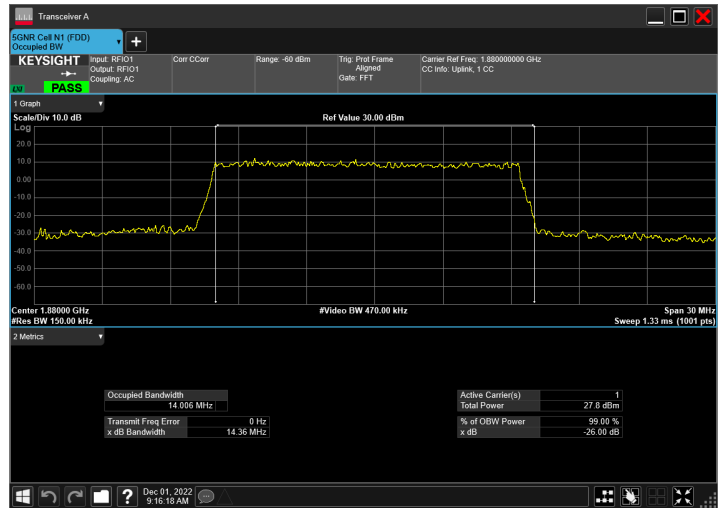 Transceiver A
5GNR Cell N1 (FDD)
Occupied BW
KEYSIGHT
LXI
PASS
Input: RFIO1
Output: RFIO1
Coupling: AC
Corr CCorr
Range: -60 dBm
Trig: Prot Frame
Aligned
Gate: FFT
Carrier Ref Freq: 1.880000000 GHz
CC Info: Uplink, 1 CC
1 Graph
Scale/Div 10.0 dB
Ref Value 30.00 dBm
Log
20.0
10.0
0.00
-10.0
-20.0
-30.0
-40.0
-50.0
-60.0
Center 1.88000 GHz
#Video BW 470.00 kHz
Span 30 MHz
#Res BW 150.00 kHz
Sweep 1.33 ms (1001 pts)
2 Metrics
Occupied Bandwidth
14.006 MHz
Transmit Freq Error 0 Hz
x dB Bandwidth 14.36 MHz
Active Carrier(s) 1
Total Power 27.8 dBm
% of OBW Power 99.00 %
x dB -26.00 dB
Dec 01, 2022
9:16:18 AM